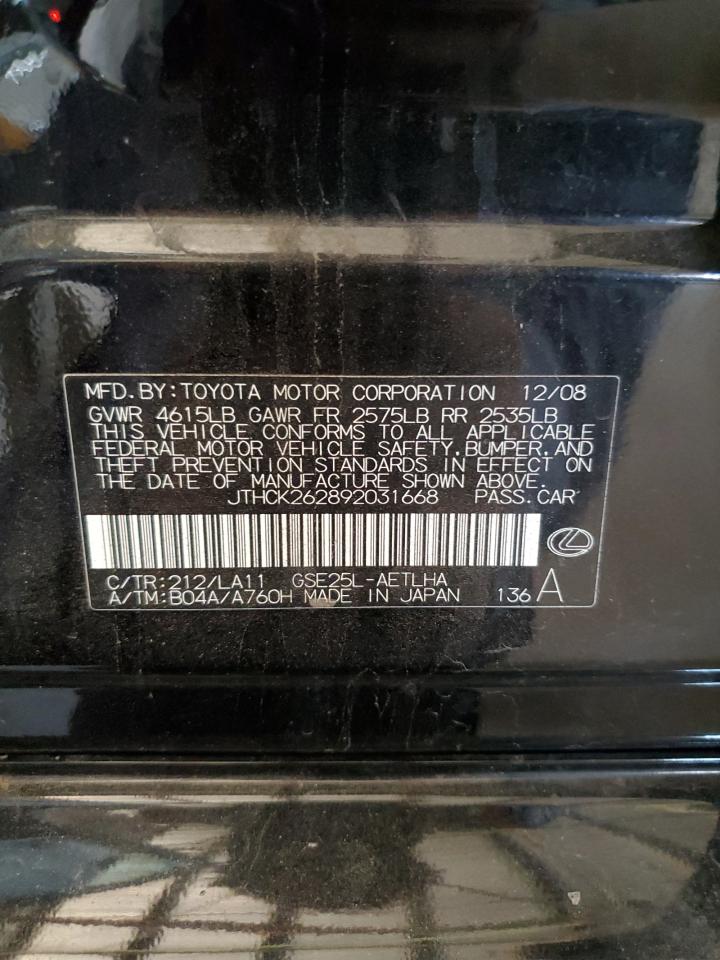 MFD.BY:TOYOTA MOTOR CORPORATION 12/08
GVWR 4615LB GAWR FR 2575LB RR 2535LB
THIS VEHICLE CONFORMS TO ALL APPLICABLE
FEDERAL MOTOR VEHICLE SAFETY,BUMPER,AND
THEFT PREVENTION STANDARDS IN EFFECT ON
THE DATE OF MANUFACTURE SHOWN ABOVE.
JTHCK262892031668 PASS.CAR
C/TR:212/LA11 GSE25L-AETLHA
A/TM:B04A/A760H MADE IN JAPAN 136 A